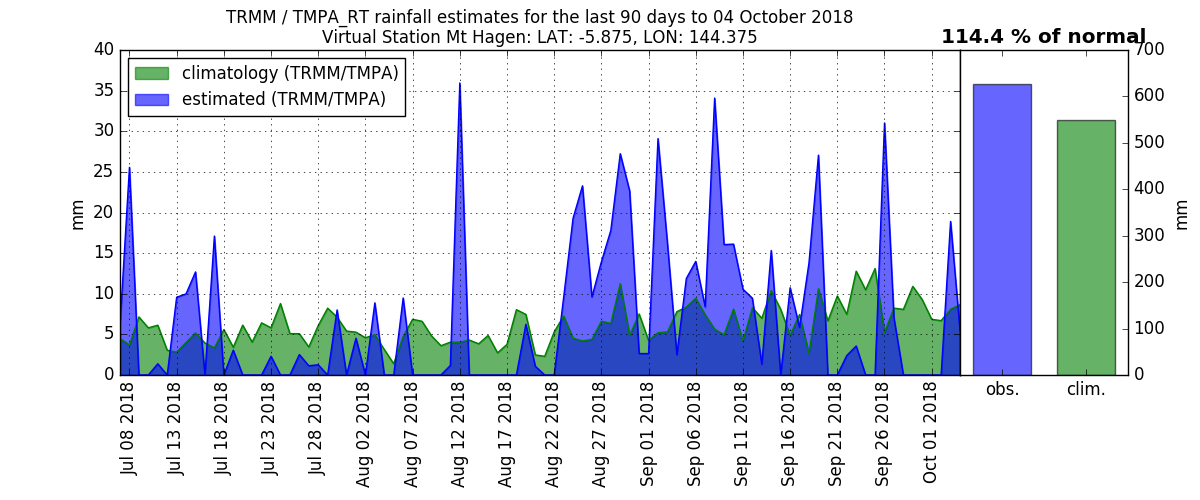 TRMM / TMPA_RT rainfall estimates for the last 90 days to 04 October 2018
Virtual Station Mt Hagen: LAT: -5.875, LON: 144.375
114.4 % of normal
climatology (TRMM/TMPA)
estimated (TRMM/TMPA)
mm
40
35
30
25
20
15
10
5
0
Jul 08 2018
Jul 13 2018
Jul 18 2018
Jul 23 2018
Jul 28 2018
Aug 02 2018
Aug 07 2018
Aug 12 2018
Aug 17 2018
Aug 22 2018
Aug 27 2018
Sep 01 2018
Sep 06 2018
Sep 11 2018
Sep 16 2018
Sep 21 2018
Sep 26 2018
Oct 01 2018
obs.
clim.
700
600
500
400
300
200
100
0
mm